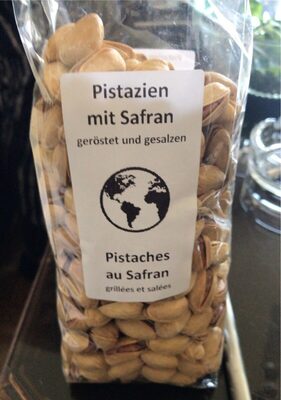 Pistazien
mit Safran
geröstet und gesalzen
Pistaches
au Safran
grillées et salées